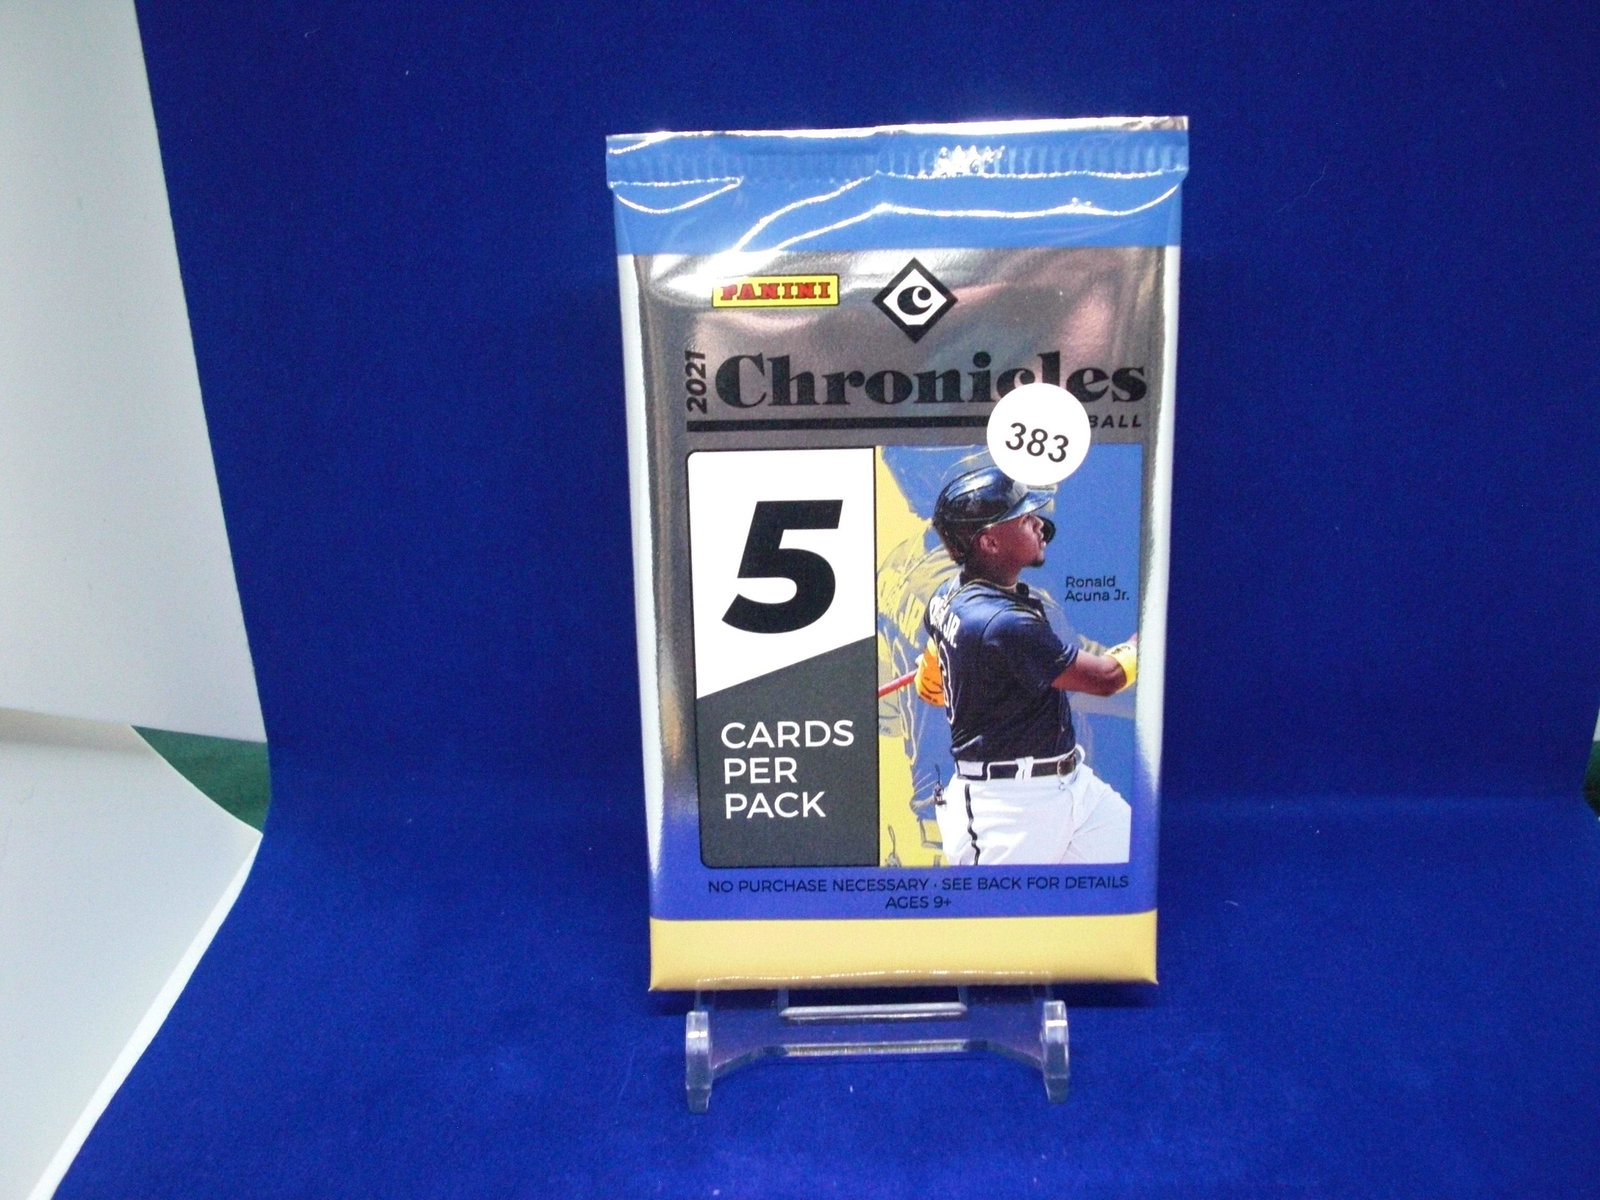 PANINI
C
2021
Chronicles
BALL
383
5
CARDS
PER
PACK
Ronald
Acuna Jr.
JR.
NO PURCHASE NECESSARY · SEE BACK FOR DETAILS
AGES 9+